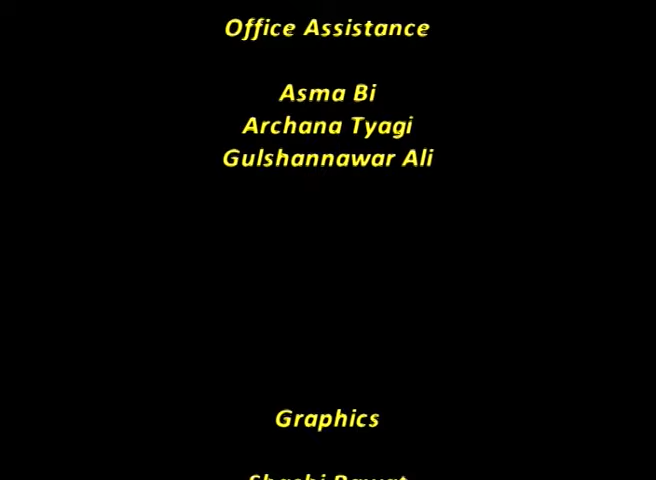 Office Assistance
Asma Bi
Archana Tyagi
Gulshannawar Ali
Graphics